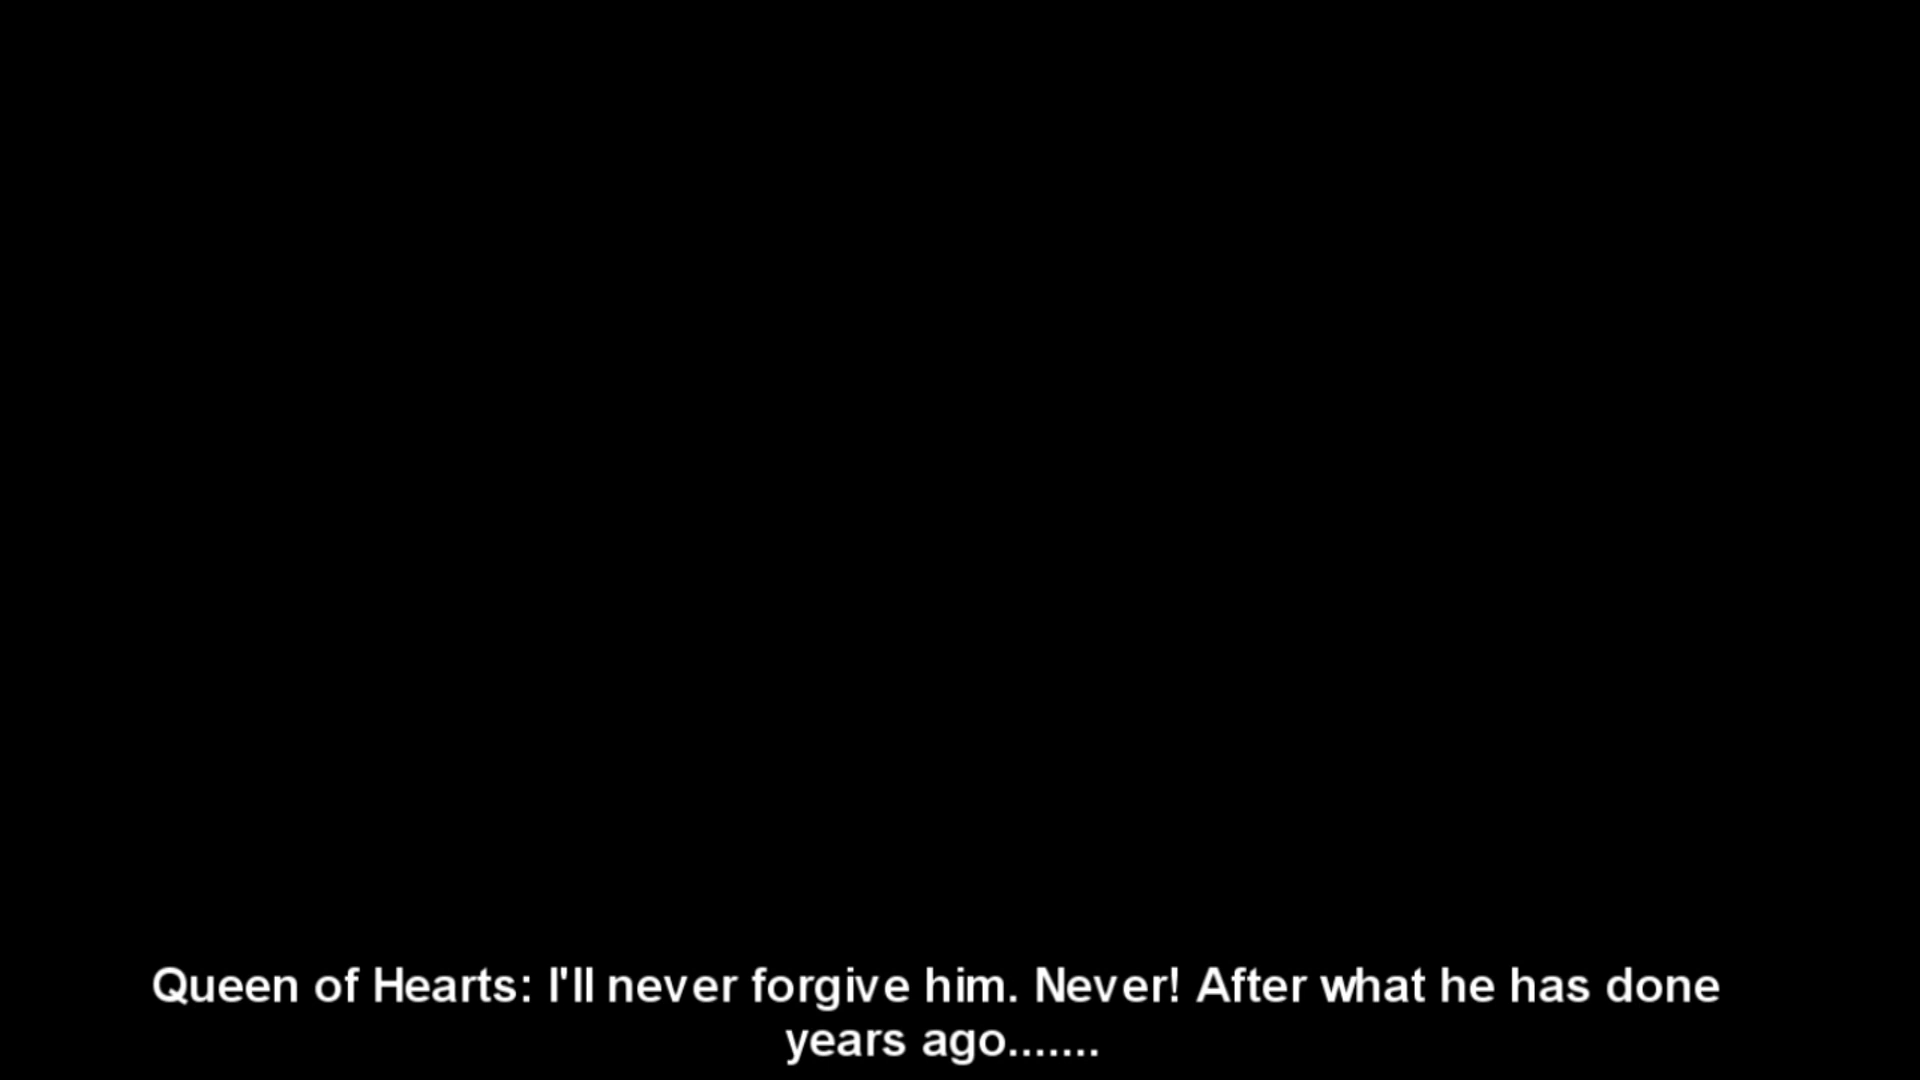 Queen of Hearts: I'll never forgive him. Never! After what he has done
years ago.......